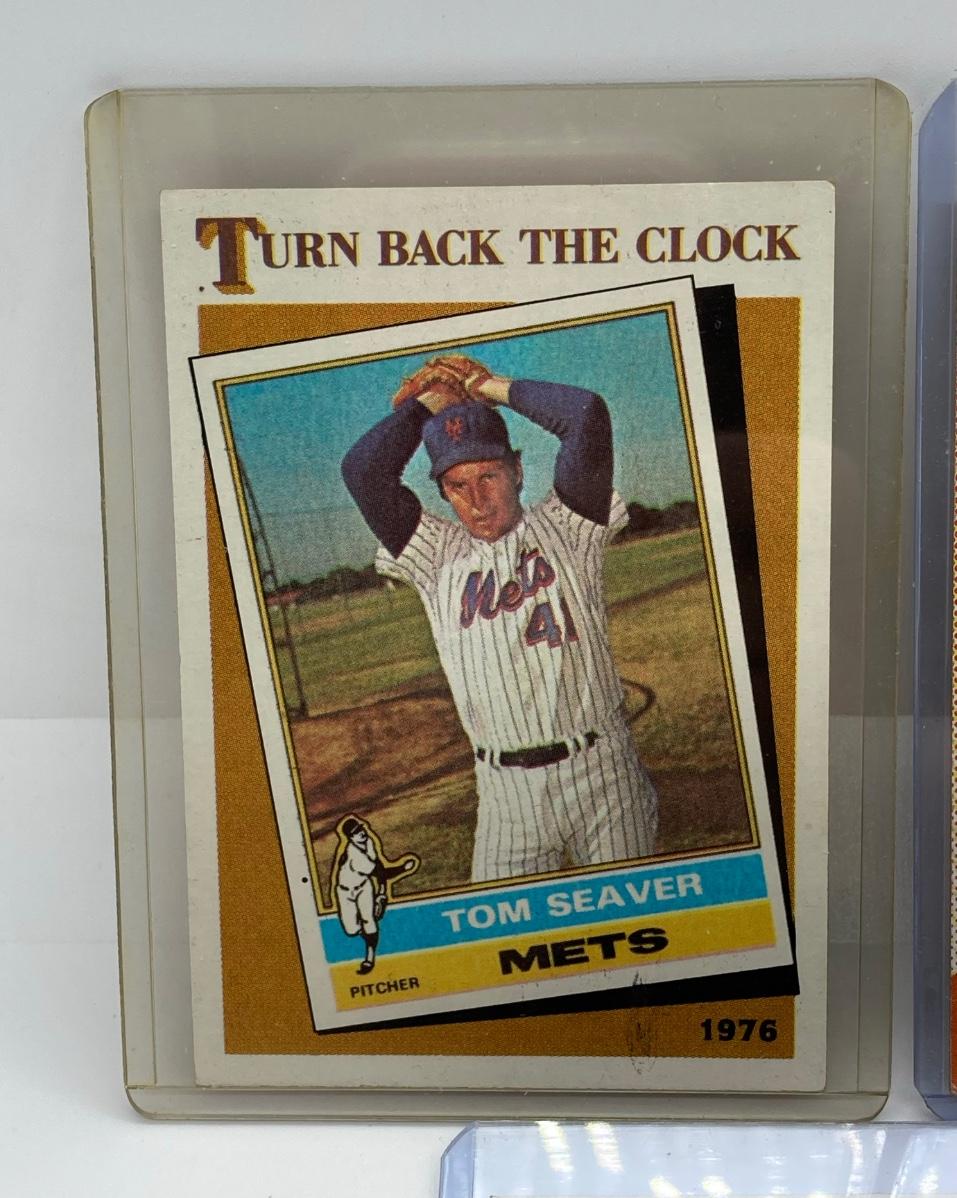 TURN BACK THE CLOCK
Mets
41
TOM SEAVER
METS
PITCHER
1976